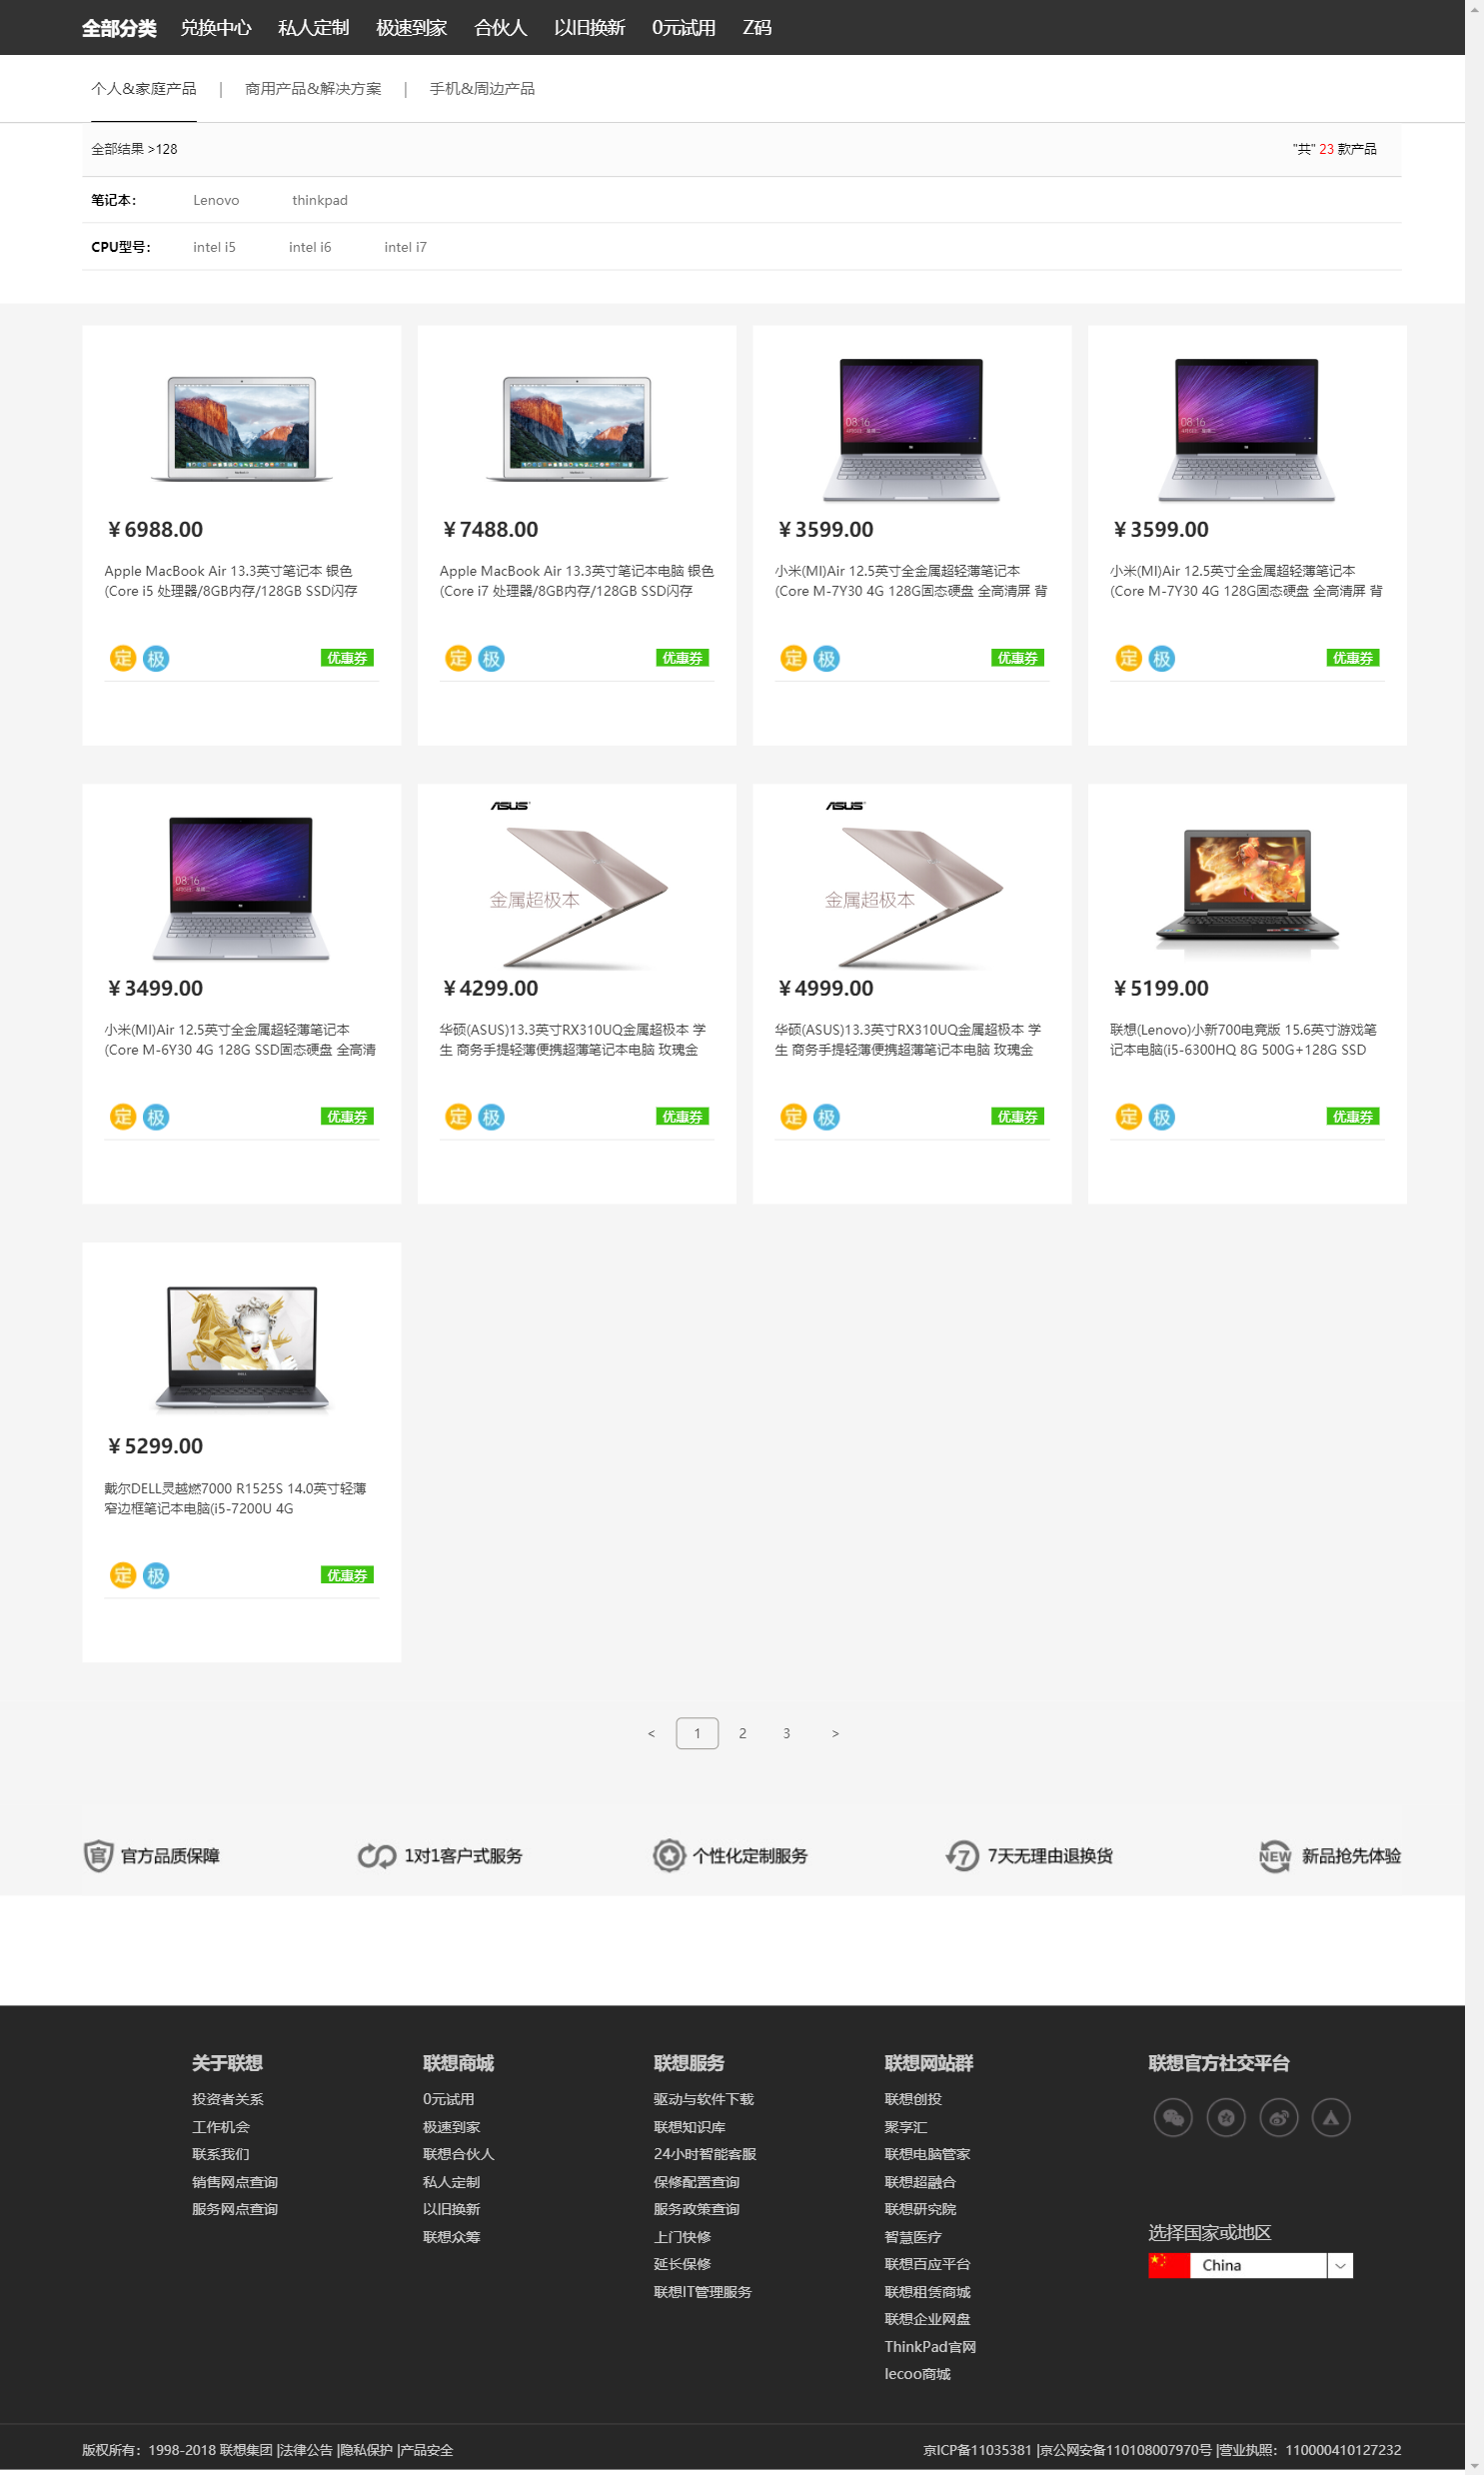 全部分类 兑换中心 私人定制 极速到家 合伙人 以旧换新 0元试用 Z码
个人&家庭产品 | 商用产品&解决方案 | 手机&周边产品
全部结果 >128 "共" 23 款产品
笔记本： Lenovo thinkpad
CPU型号： intel i5 intel i6 intel i7
¥ 6988.00
Apple MacBook Air 13.3英寸笔记本 银色
(Core i5 处理器/8GB内存/128GB SSD闪存
定 极 优惠券
¥ 7488.00
Apple MacBook Air 13.3英寸笔记本电脑 银色
(Core i7 处理器/8GB内存/128GB SSD闪存
定 极 优惠券
08:16
¥ 3599.00
小米(MI)Air 12.5英寸全金属超轻薄笔记本
(Core M-7Y30 4G 128G固态硬盘 全高清屏 背
定 极 优惠券
08:16
¥ 3599.00
小米(MI)Air 12.5英寸全金属超轻薄笔记本
(Core M-7Y30 4G 128G固态硬盘 全高清屏 背
定 极 优惠券
08:16
¥ 3499.00
小米(MI)Air 12.5英寸全金属超轻薄笔记本
(Core M-6Y30 4G 128G SSD固态硬盘 全高清
定 极 优惠券
ASUS
金属超极本
¥ 4299.00
华硕(ASUS)13.3英寸RX310UQ金属超极本 学
生 商务手提轻薄便携超薄笔记本电脑 玫瑰金
定 极 优惠券
ASUS
金属超极本
¥ 4999.00
华硕(ASUS)13.3英寸RX310UQ金属超极本 学
生 商务手提轻薄便携超薄笔记本电脑 玫瑰金
定 极 优惠券
¥ 5199.00
联想(Lenovo)小新700电竞版 15.6英寸游戏笔
记本电脑(i5-6300HQ 8G 500G+128G SSD
定 极 优惠券
DELL
¥ 5299.00
戴尔DELL灵越燃7000 R1525S 14.0英寸轻薄
窄边框笔记本电脑(i5-7200U 4G
定 极 优惠券
< 1 2 3 >
官 官方品质保障 1对1客户式服务 个性化定制服务 7 7天无理由退换货 NEW 新品抢先体验
关于联想
投资者关系
工作机会
联系我们
销售网点查询
服务网点查询
联想商城
0元试用
极速到家
联想合伙人
私人定制
以旧换新
联想众筹
联想服务
驱动与软件下载
联想知识库
24小时智能客服
保修配置查询
服务政策查询
上门快修
延长保修
联想IT管理服务
联想网站群
联想创投
聚享汇
联想电脑管家
联想超融合
联想研究院
智慧医疗
联想百应平台
联想租赁商城
联想企业网盘
ThinkPad官网
lecoo商城
联想官方社交平台
选择国家或地区
China
版权所有：1998-2018 联想集团 |法律公告 |隐私保护 |产品安全 京ICP备11035381 |京公网安备110108007970号 |营业执照：110000410127232